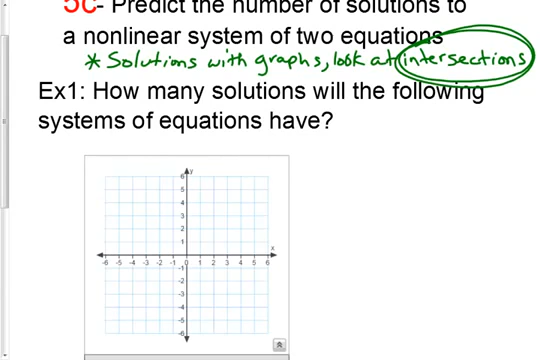 5C- Predict the number of solutions to
a nonlinear system of two equations
* Solutions with graphs, look at intersections
Ex1: How many solutions will the following
systems of equations have?
y
6
5
4
3
2
1
x
-6 -5 -4 -3 -2 -1 0 1 2 3 4 5 6
-1
-2
-3
-4
-5
-6